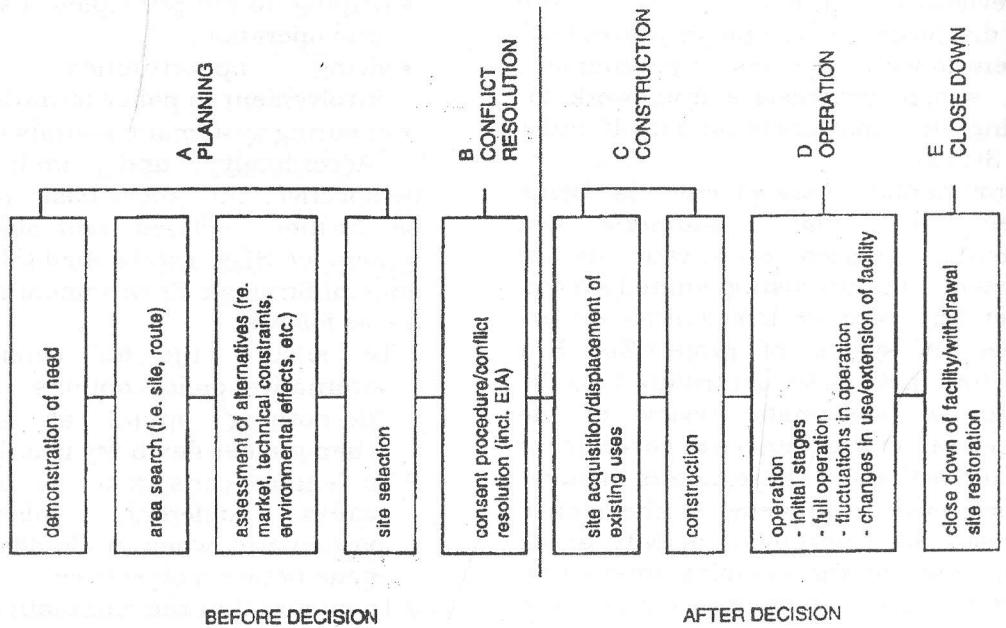 BEFORE DECISION
demonstration of need
area search (i.e. site, route)
assessment of alternatives (re.
market, technical constraints,
environmental effects, etc.)
site selection
A
PLANNING
consent procedure/conflict
resolution (incl. EIA)
B
CONFLICT
RESOLUTION
AFTER DECISION
site acquisition/displacement of
existing uses
construction
C
CONSTRUCTION
operation
- initial stages
- full operation
- fluctuations in operation
- changes in use/extension of facility
D
OPERATION
close down of facility/withdrawal
site restoration
E
CLOSE DOWN